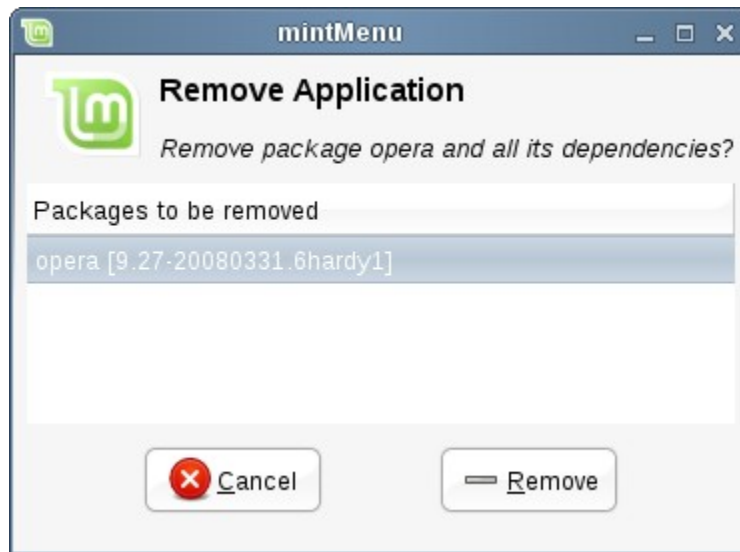 mintMenu
Remove Application
Remove package opera and all its dependencies?
Packages to be removed
opera [9.27-20080331.6hardy1]
Cancel
Remove